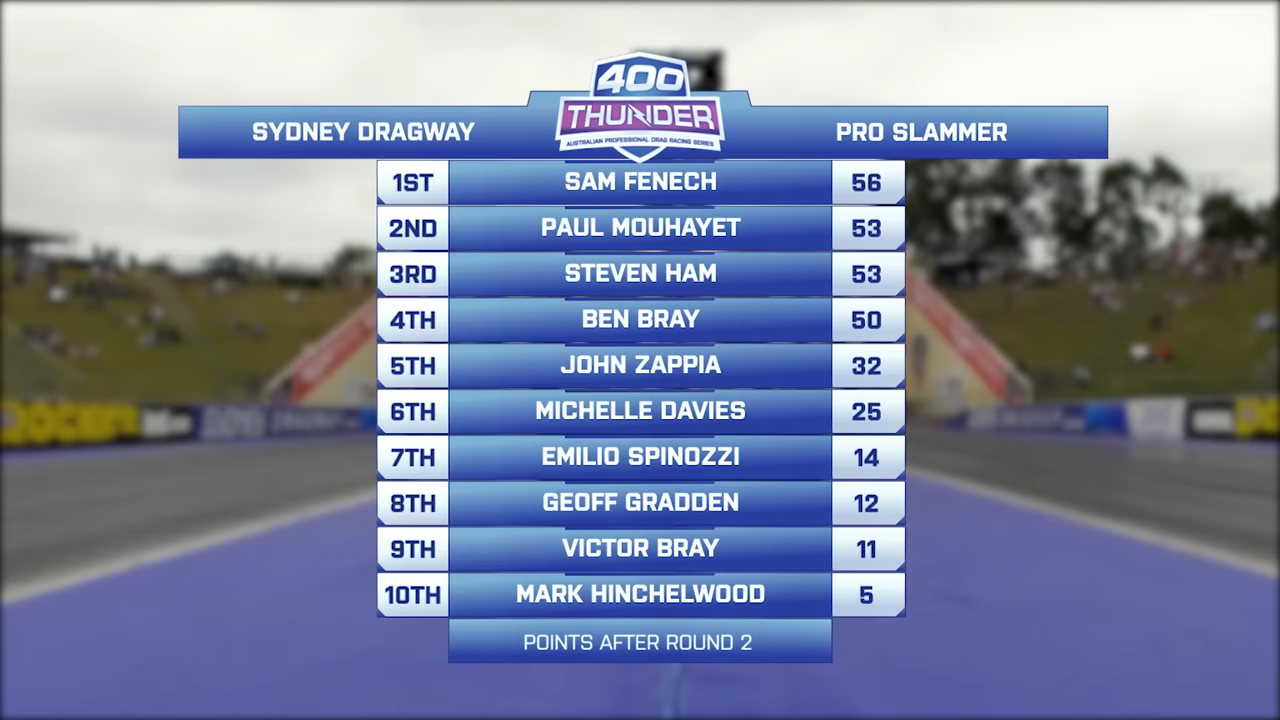 400
THUNDER
AUSTRALIAN PROFESSIONAL DRAG RACING SERIES
SYDNEY DRAGWAY
PRO SLAMMER
1ST SAM FENECH 56
2ND PAUL MOUHAYET 53
3RD STEVEN HAM 53
4TH BEN BRAY 50
5TH JOHN ZAPPIA 32
6TH MICHELLE DAVIES 25
7TH EMILIO SPINOZZI 14
8TH GEOFF GRADDEN 12
9TH VICTOR BRAY 11
10TH MARK HINCHELWOOD 5
POINTS AFTER ROUND 2